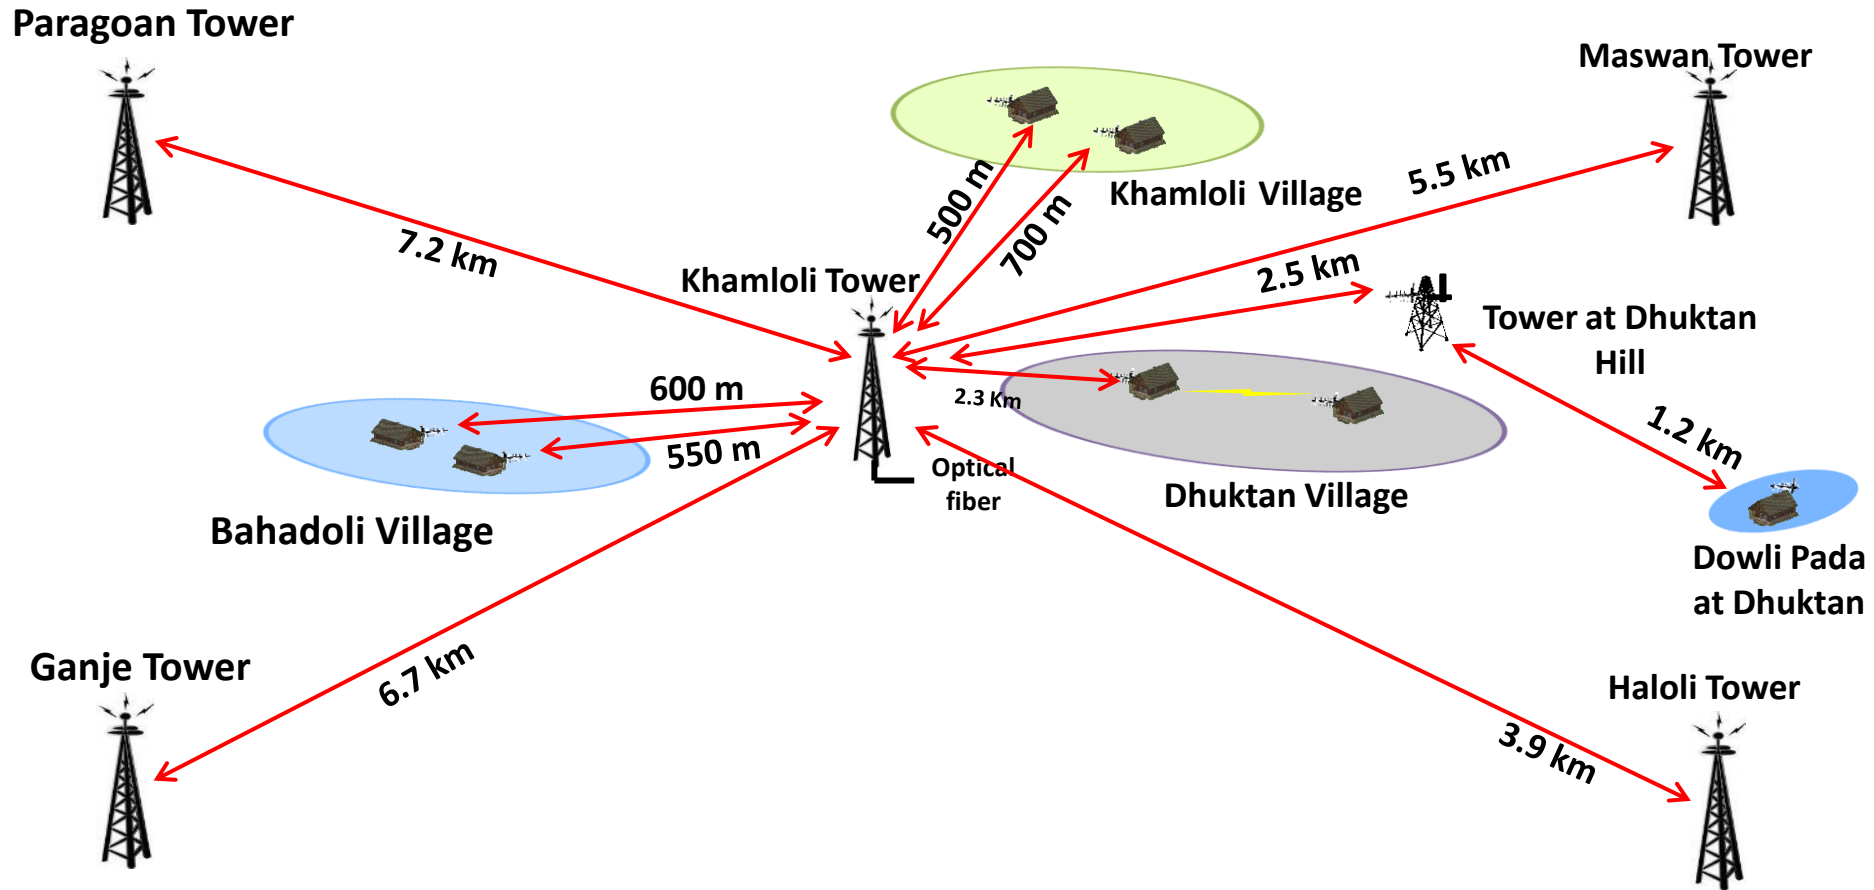 Paragoan Tower
Maswan Tower
5.5 km
500 m
Khamloli Village
700 m
7.2 km
Khamloli Tower
2.5 km
Tower at Dhuktan
Hill
600 m
2.3 Km
550 m
1.2 km
Optical
fiber
Dhuktan Village
Bahadoli Village
Dowli Pada
at Dhuktan
Ganje Tower
6.7 km
Haloli Tower
3.9 km